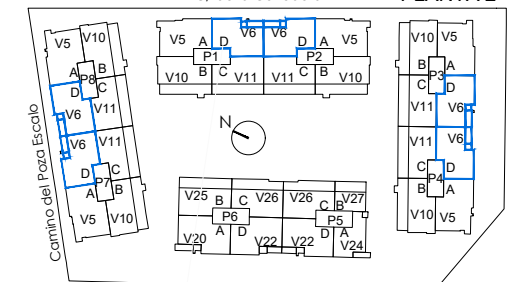 V5 V10 A B P8 D C V6 V11
V6 V11 D C P7 A B V5 V10
V5 A D V6 V6 D A V5
P1 P2
V10 B C V11 V11 C B V10
V10 V5 B A P3 C D V11 V6
V11 V6 C D P4 B A V10 V5
N
V25 B C V26 V26 C B V27
P6 P5
V20 A D V22 V22 D A V24
Camino del Poza Escalo